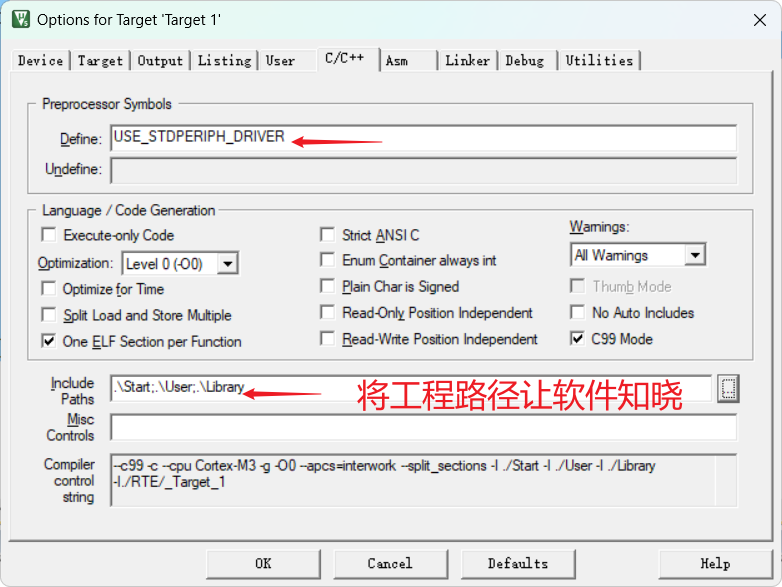 Options for Target 'Target 1'
Device Target Output Listing User C/C++ Asm Linker Debug Utilities
Preprocessor Symbols
Define: USE_STDPERIPH_DRIVER
Undefine:
Language / Code Generation
Execute-only Code
Optimization: Level 0 (-O0)
Optimize for Time
Split Load and Store Multiple
One ELF Section per Function
Strict ANSI C
Enum Container always int
Plain Char is Signed
Read-Only Position Independent
Read-Write Position Independent
Warnings:
All Warnings
Thumb Mode
No Auto Includes
C99 Mode
Include Paths .\Start;.\User;.\Library
将工程路径让软件知晓
Misc Controls
Compiler control string
--c99 -c --cpu Cortex-M3 -g -O0 --apcs=interwork --split_sections -I ./Start -I ./User -I ./Library
-I./RTE/_Target_1
OK Cancel Defaults Help